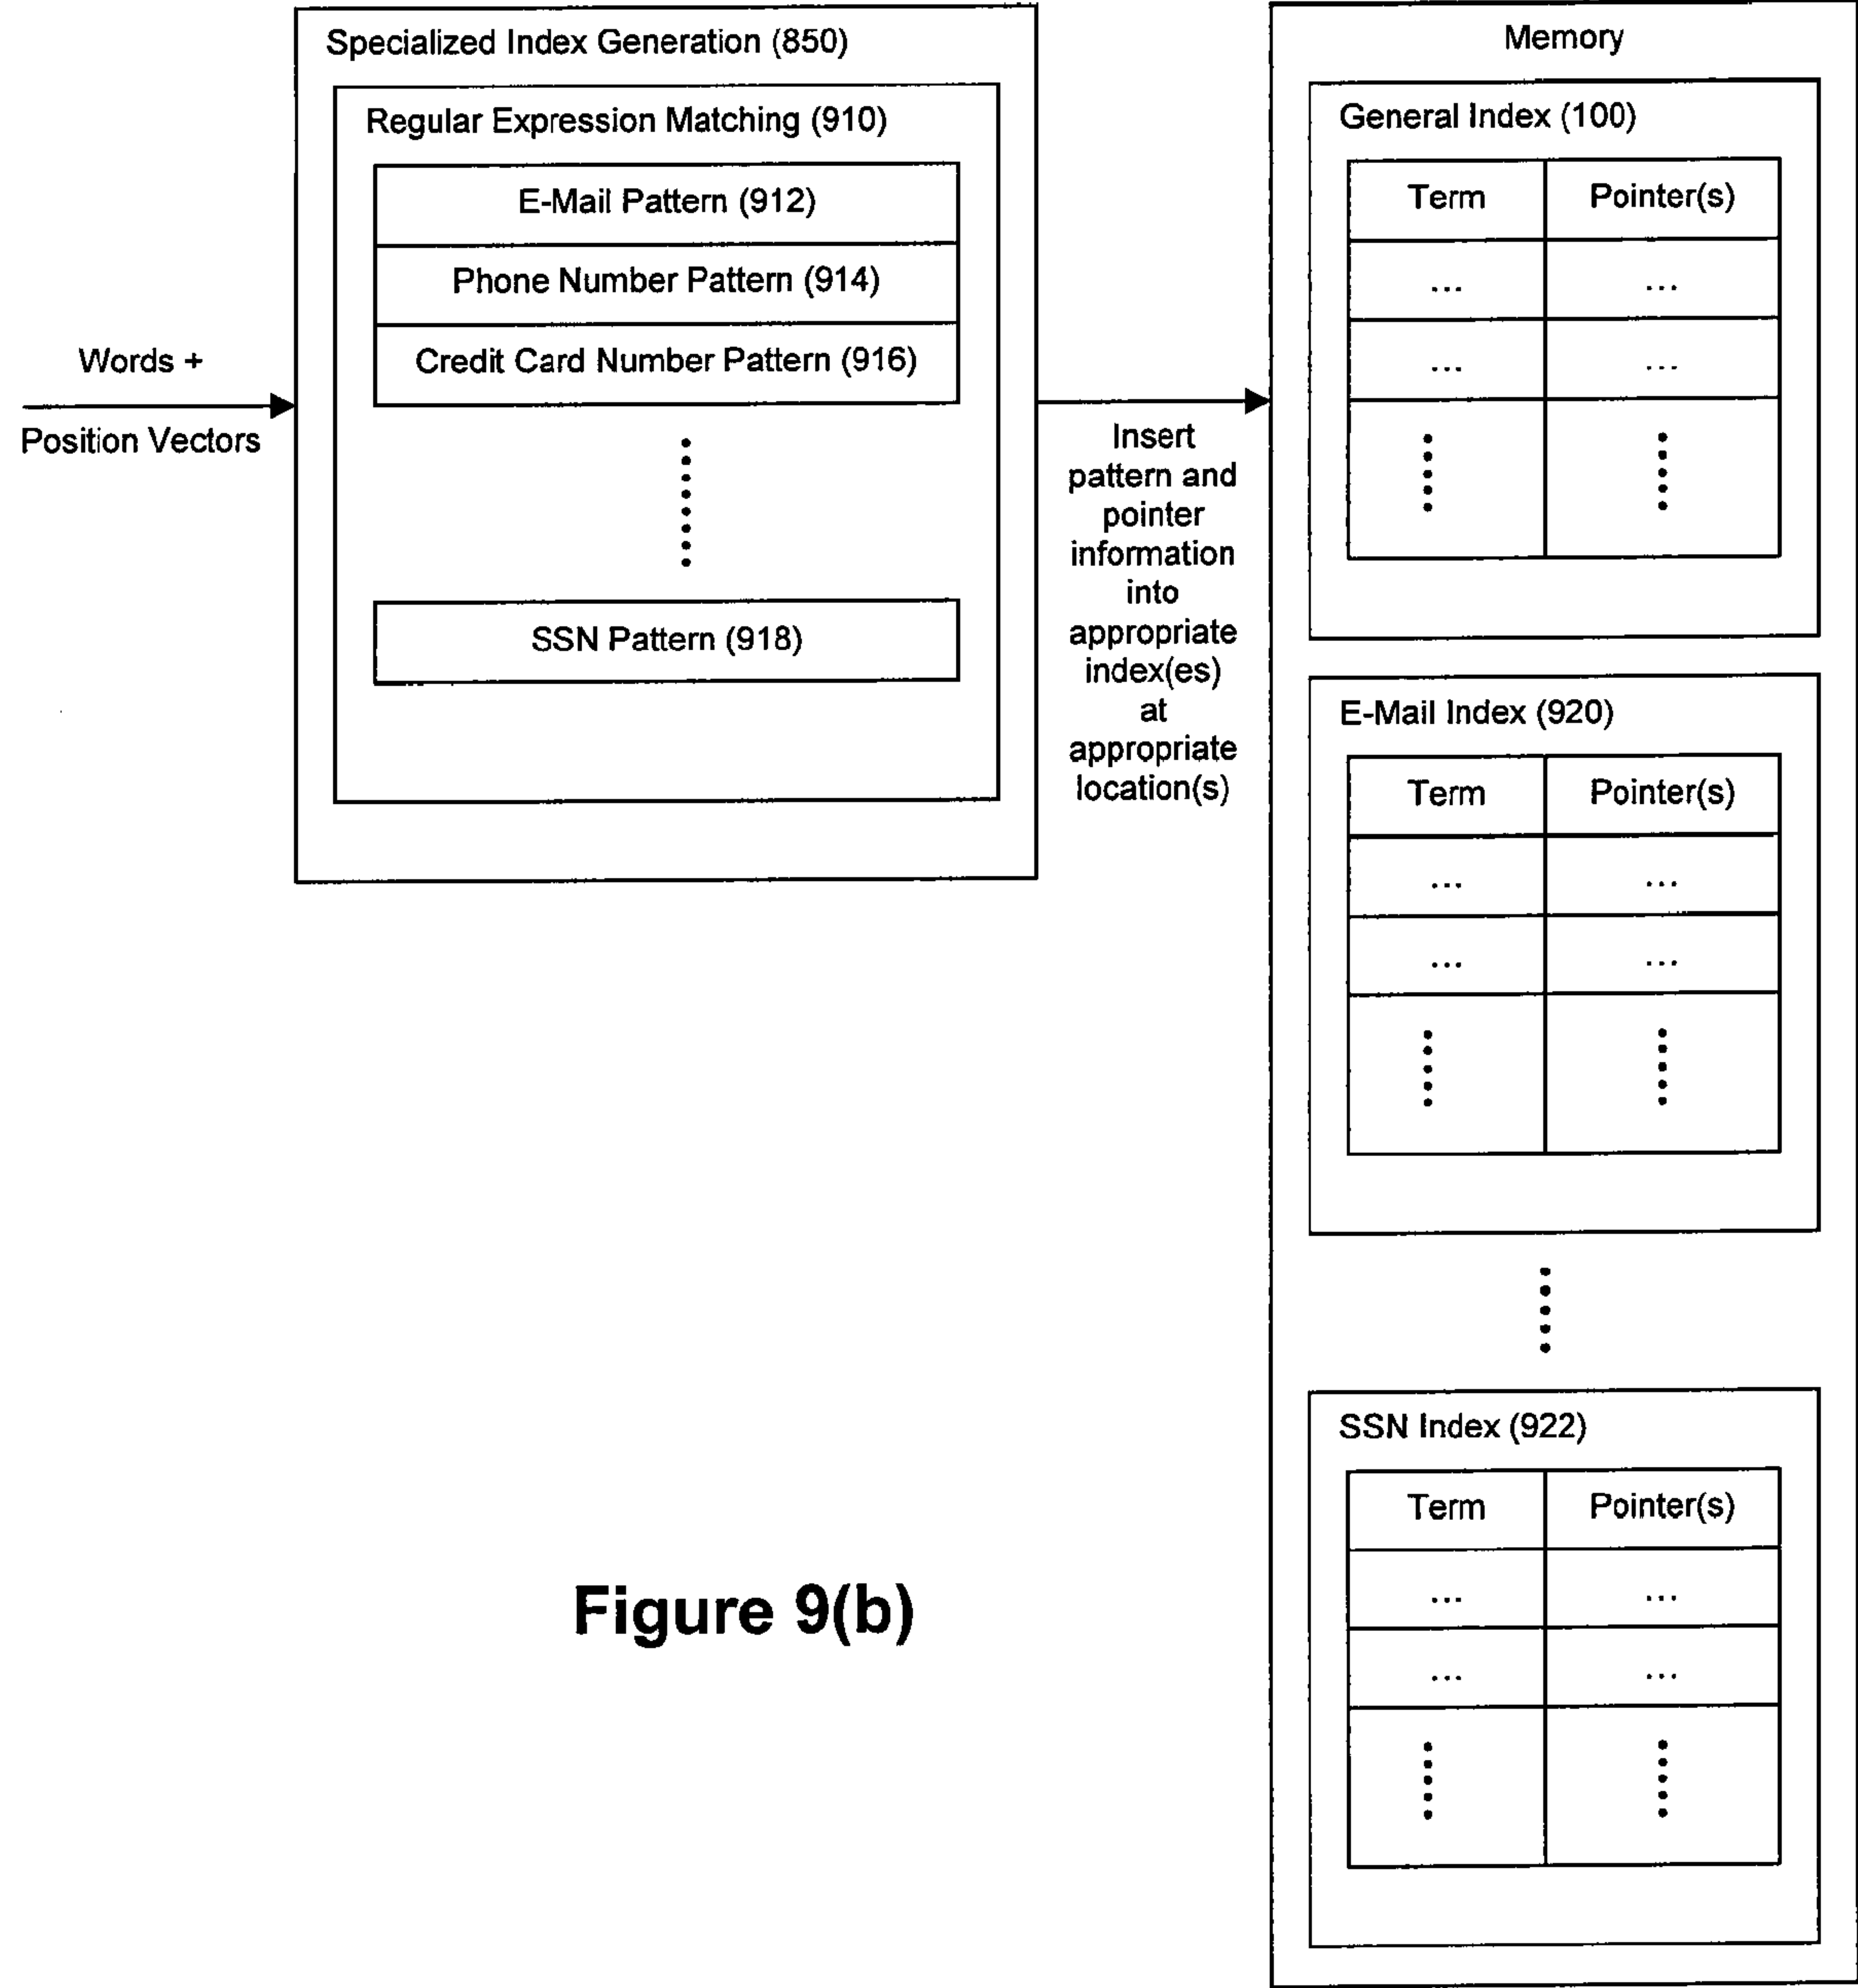 Words +
Position Vectors
Specialized Index Generation (850)
Regular Expression Matching (910)
E-Mail Pattern (912)
Phone Number Pattern (914)
Credit Card Number Pattern (916)
SSN Pattern (918)
Insert
pattern and
pointer
information
into
appropriate
index(es)
at
appropriate
location(s)
Memory
General Index (100)
Term Pointer(s)
... ...
... ...
E-Mail Index (920)
Term Pointer(s)
... ...
... ...
SSN Index (922)
Term Pointer(s)
... ...
... ...
Figure 9(b)